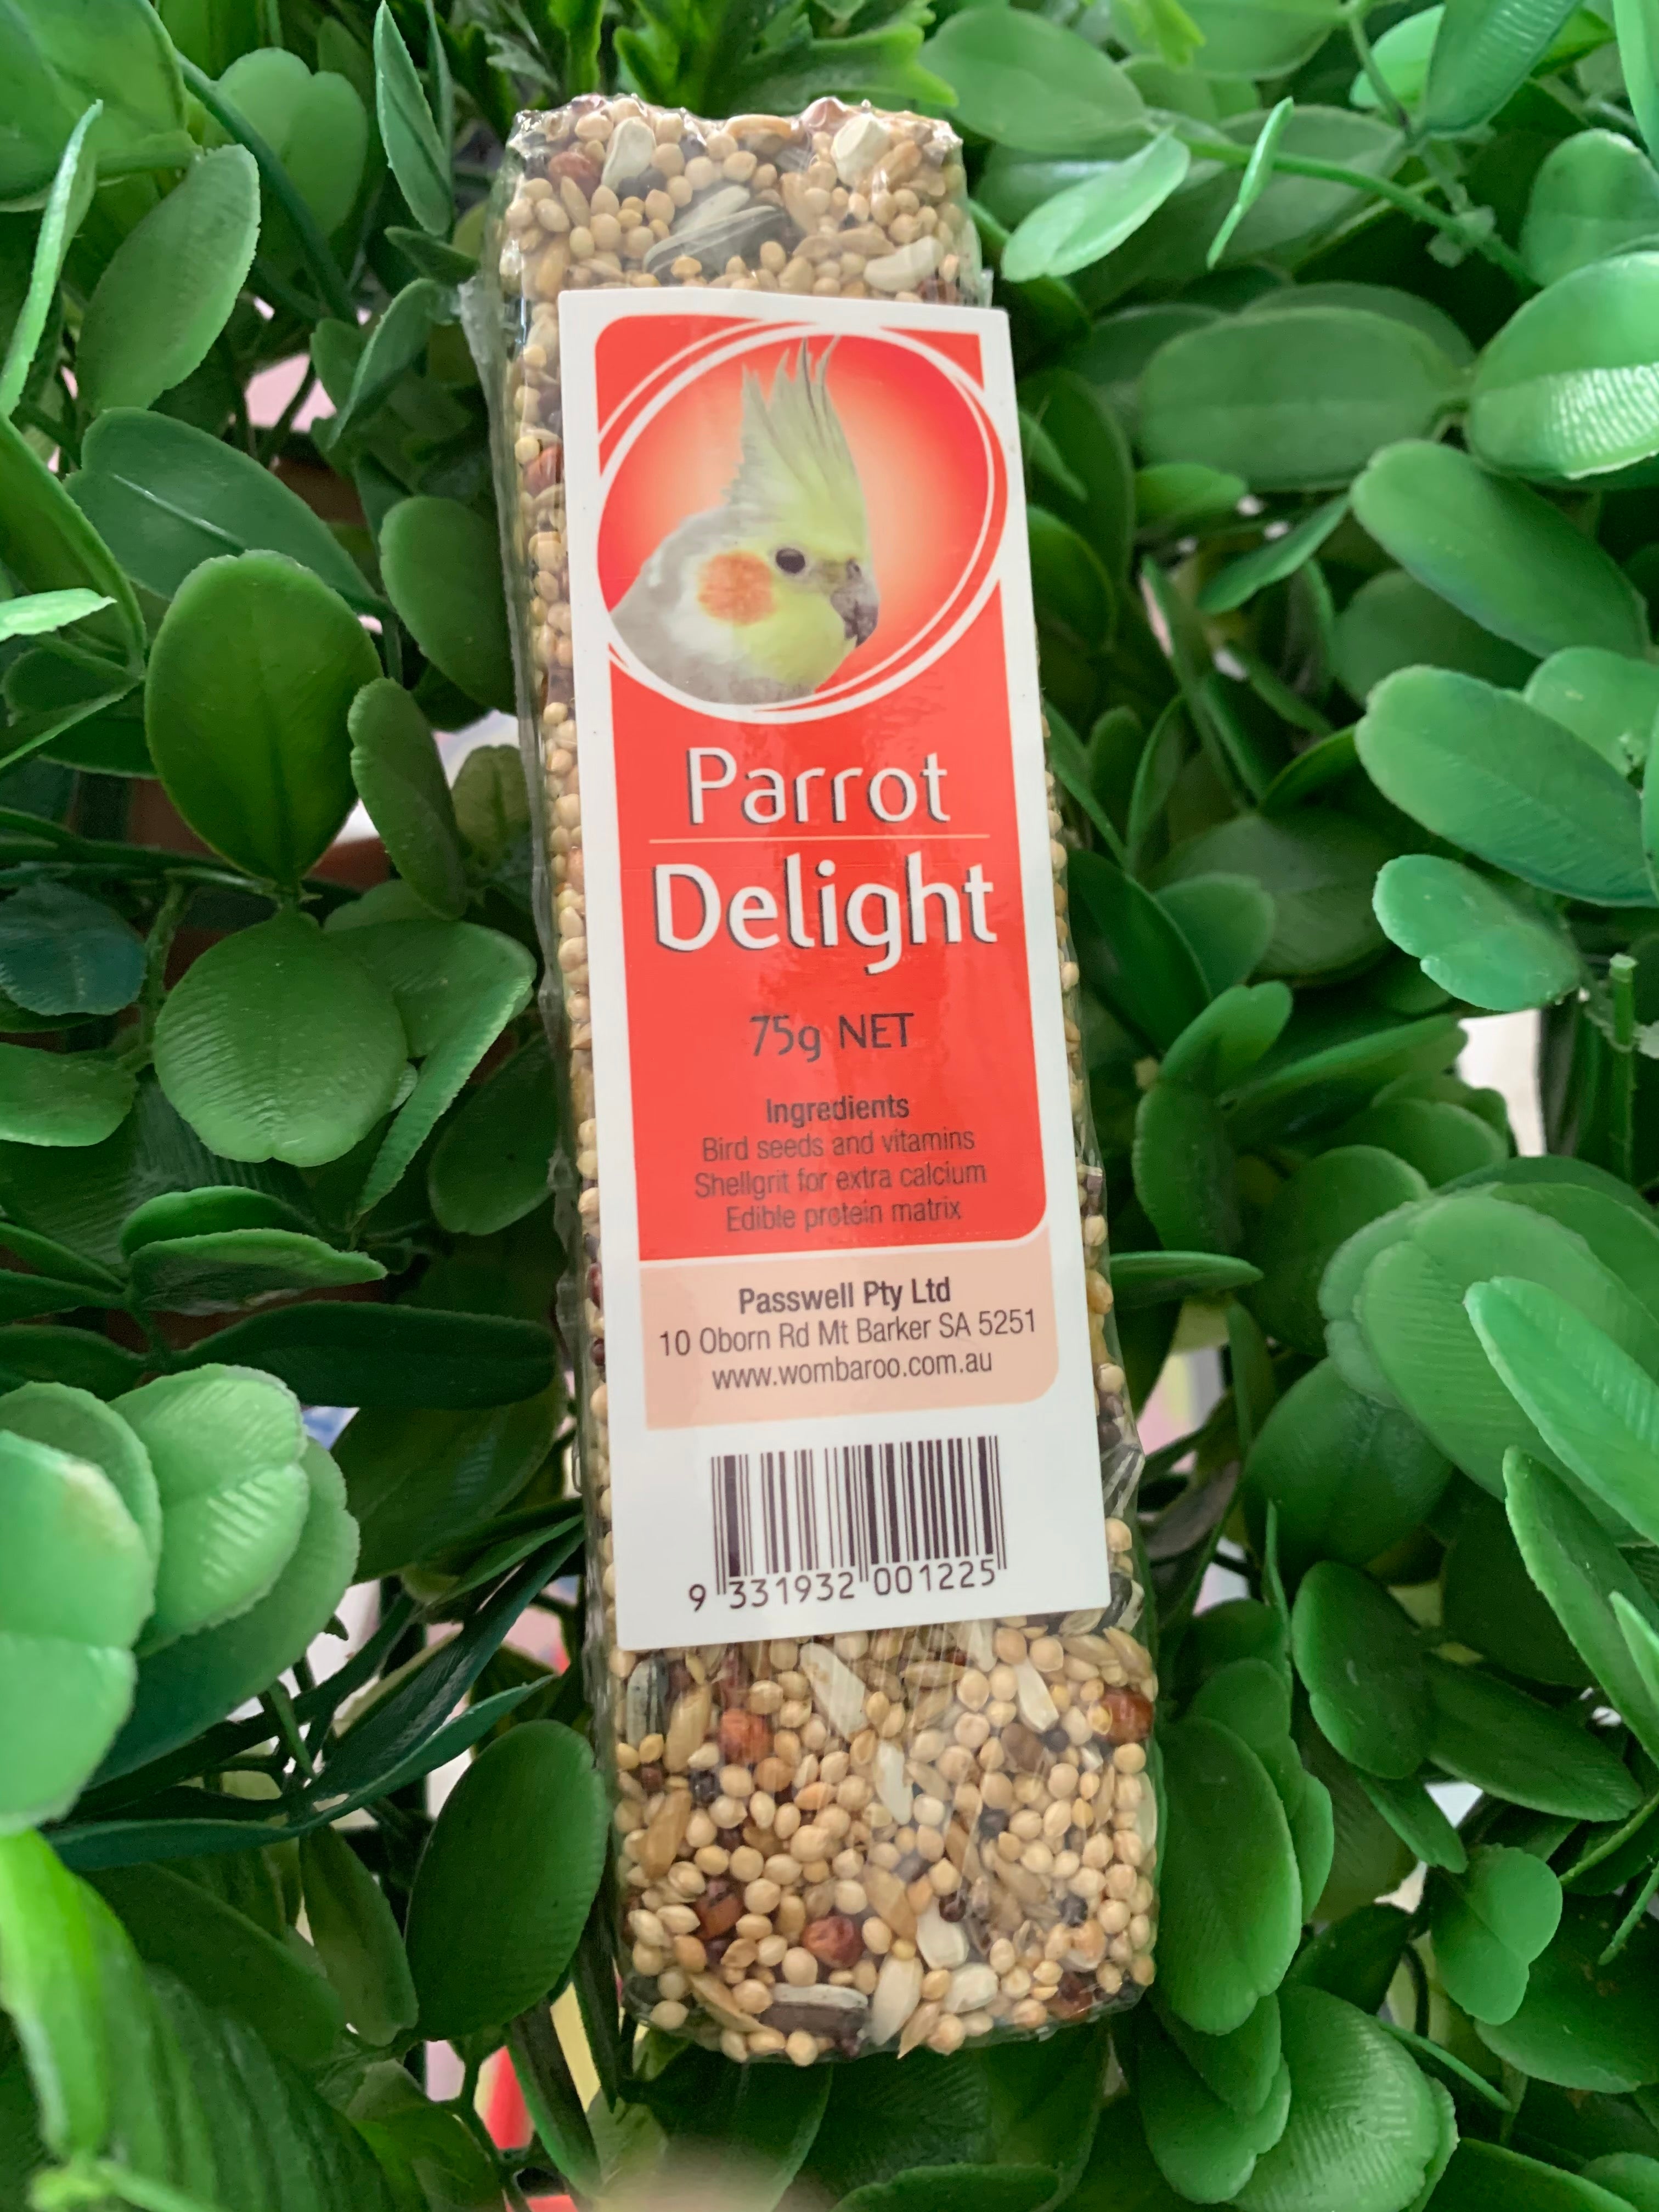 Parrot
Delight
75g NET
Ingredients
Bird seeds and vitamins
Shellgrit for extra calcium
Edible protein matrix
Passwell Pty Ltd
10 Oborn Rd Mt Barker SA 5251
www.wombaroo.com.au
9 331932 001225